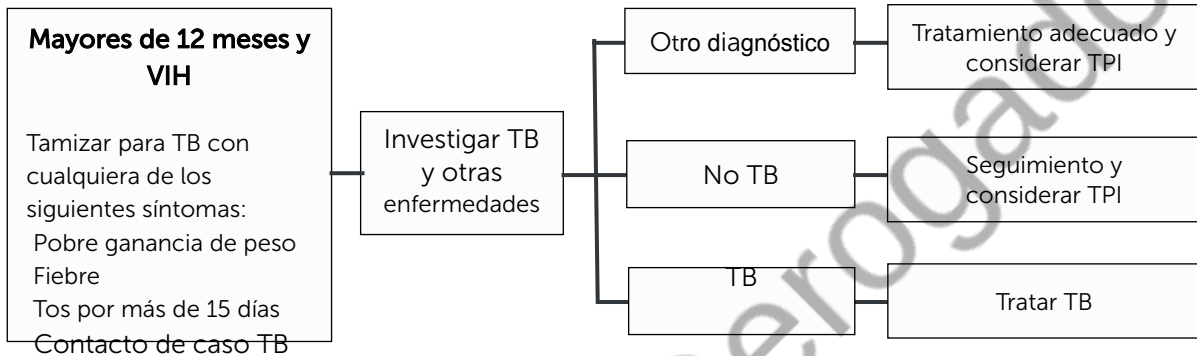 Mayores de 12 meses y
VIH
Tamizar para TB con
cualquiera de los
siguientes síntomas:
Pobre ganancia de peso
Fiebre
Tos por más de 15 días
Contacto de caso TB
Investigar TB
y otras
enfermedades
Otro diagnóstico
Tratamiento adecuado y
considerar TPI
No TB
Seguimiento y
considerar TPI
TB
Tratar TB
erogado